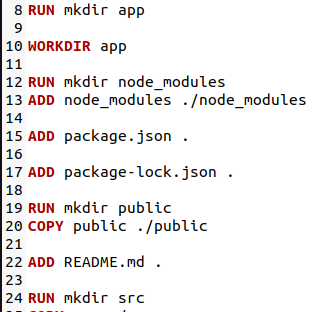 8 RUN mkdir app
9
10 WORKDIR app
11
12 RUN mkdir node_modules
13 ADD node_modules ./node_modules
14
15 ADD package.json .
16
17 ADD package-lock.json .
18
19 RUN mkdir public
20 COPY public ./public
21
22 ADD README.md .
23
24 RUN mkdir src